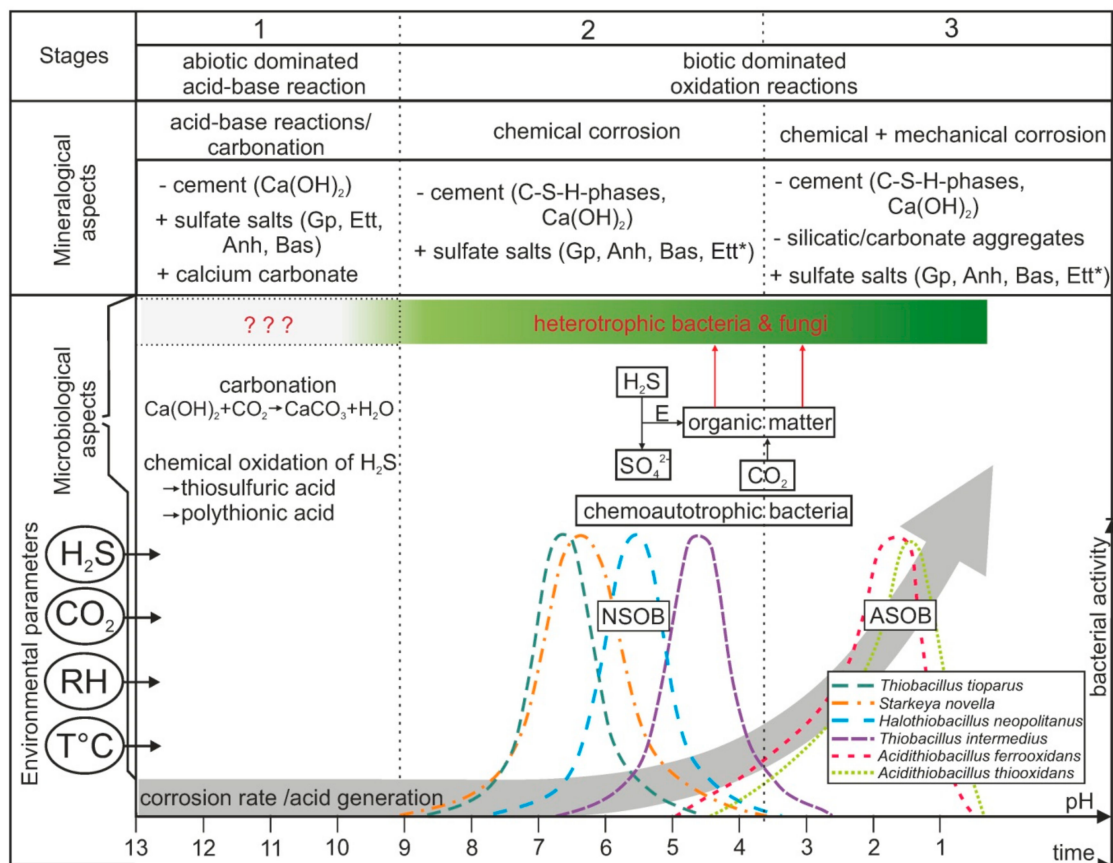 Stages
1
2
3
abiotic dominated
acid-base reaction
biotic dominated
oxidation reactions
Mineralogical
aspects
acid-base reactions/
carbonation
chemical corrosion
chemical + mechanical corrosion
- cement (Ca(OH)₂)
+ sulfate salts (Gp, Ett,
Anh, Bas)
+ calcium carbonate
- cement (C-S-H-phases,
Ca(OH)₂)
+ sulfate salts (Gp, Anh, Bas, Ett*)
- cement (C-S-H-phases,
Ca(OH)₂)
- silicatic/carbonate aggregates
+ sulfate salts (Gp, Anh, Bas, Ett*)
Microbiological
aspects
? ? ?
heterotrophic bacteria & fungi
carbonation
Ca(OH)₂+CO₂→CaCO₃+H₂O
chemical oxidation of H₂S
→thiosulfuric acid
→polythionic acid
H₂S
E
organic matter
SO₄²⁻
CO₂
chemoautotrophic bacteria
Environmental parameters
H₂S
CO₂
RH
T°C
NSOB
ASOB
bacterial activity
Thiobacillus tioparus
Starkeya novella
Halothiobacillus neopolitanus
Thiobacillus intermedius
Acidithiobacillus ferrooxidans
Acidithiobacillus thiooxidans
corrosion rate /acid generation
pH
13 12 11 10 9 8 7 6 5 4 3 2 1
time